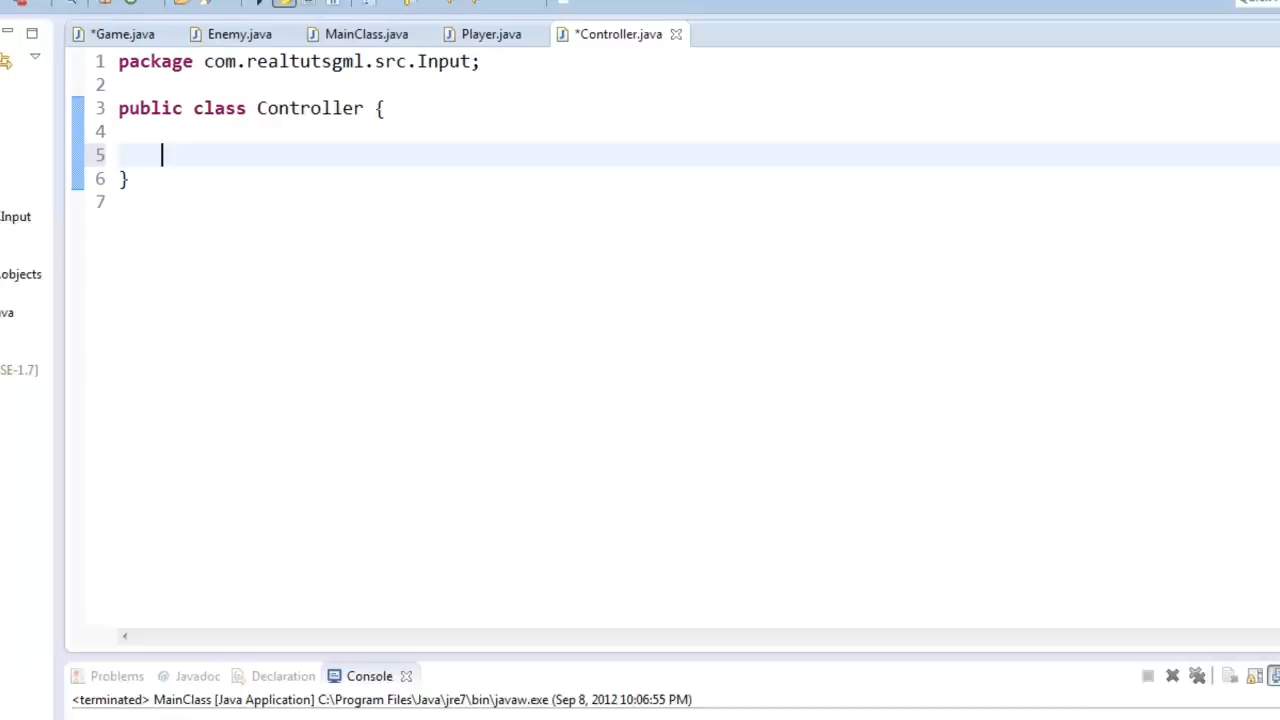 *Game.java Enemy.java MainClass.java Player.java *Controller.java
1 package com.realtutsgml.src.Input;
2
3 public class Controller {
4
5
6 }
7
Input
objects
va
SE-1.7]
Problems @ Javadoc Declaration Console
<terminated> MainClass [Java Application] C:\Program Files\Java\jre7\bin\javaw.exe (Sep 8, 2012 10:06:55 PM)